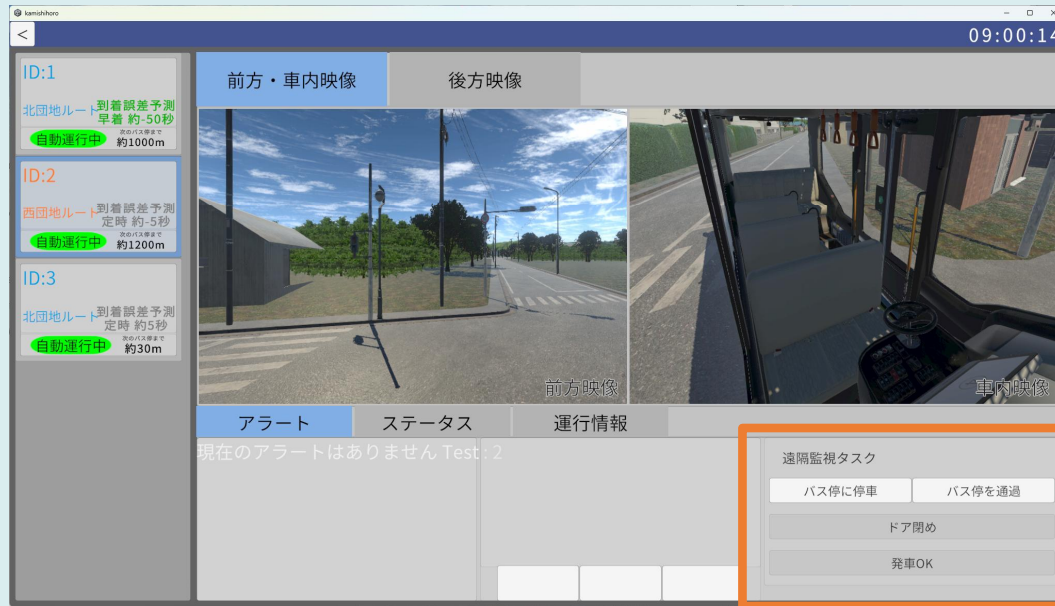 kamishihoro
<
09:00:14
ID:1
北団地ルート
到着誤差予測
早着 約-50秒
自動運行中
次のバス停まで
約1000m
ID:2
西団地ルート
到着誤差予測
定時 約-5秒
自動運行中
次のバス停まで
約1200m
ID:3
北団地ルート
到着誤差予測
定時 約5秒
自動運行中
次のバス停まで
約30m
前方・車内映像
後方映像
前方映像
車内映像
アラート
ステータス
運行情報
現在のアラートはありません Test : 2
遠隔監視タスク
バス停に停車
バス停を通過
ドア閉め
発車OK